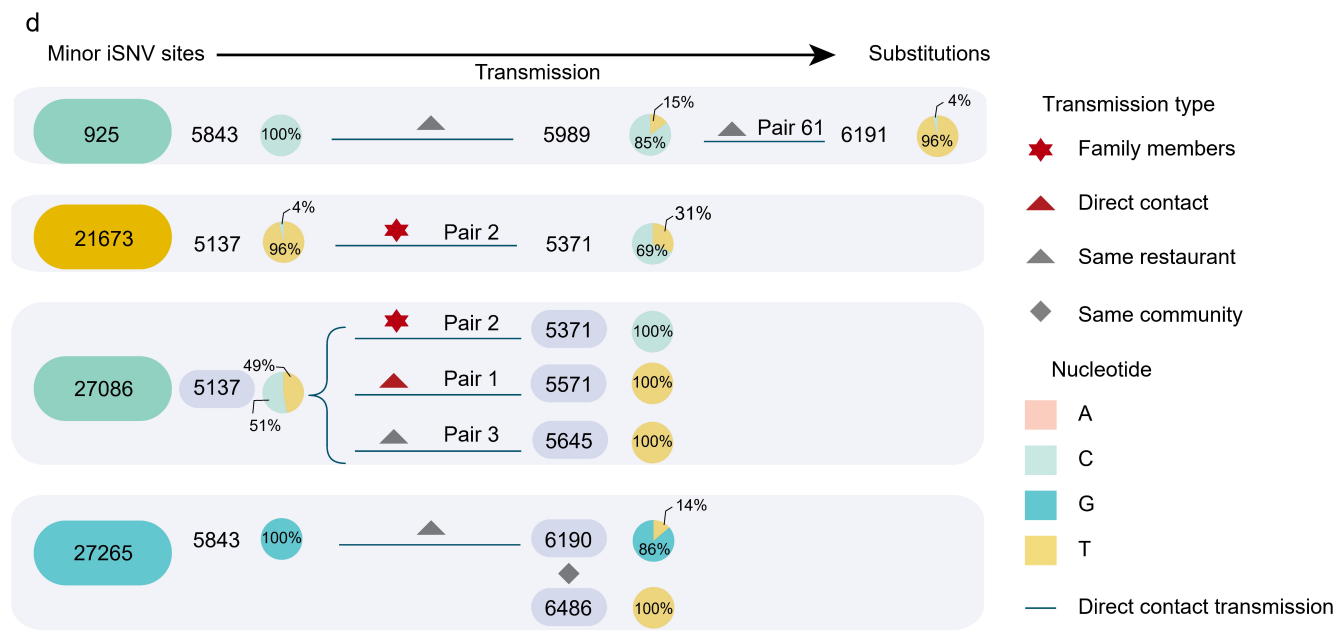 d
Minor iSNV sites
Transmission
Substitutions
925
5843
100%
5989
15%
85%
Pair 61
6191
4%
96%
21673
5137
4%
96%
Pair 2
5371
31%
69%
27086
5137
49%
51%
Pair 2
5371
100%
Pair 1
5571
100%
Pair 3
5645
100%
27265
5843
100%
6190
14%
86%
6486
100%
Transmission type
Family members
Direct contact
Same restaurant
Same community
Nucleotide
A
C
G
T
Direct contact transmission